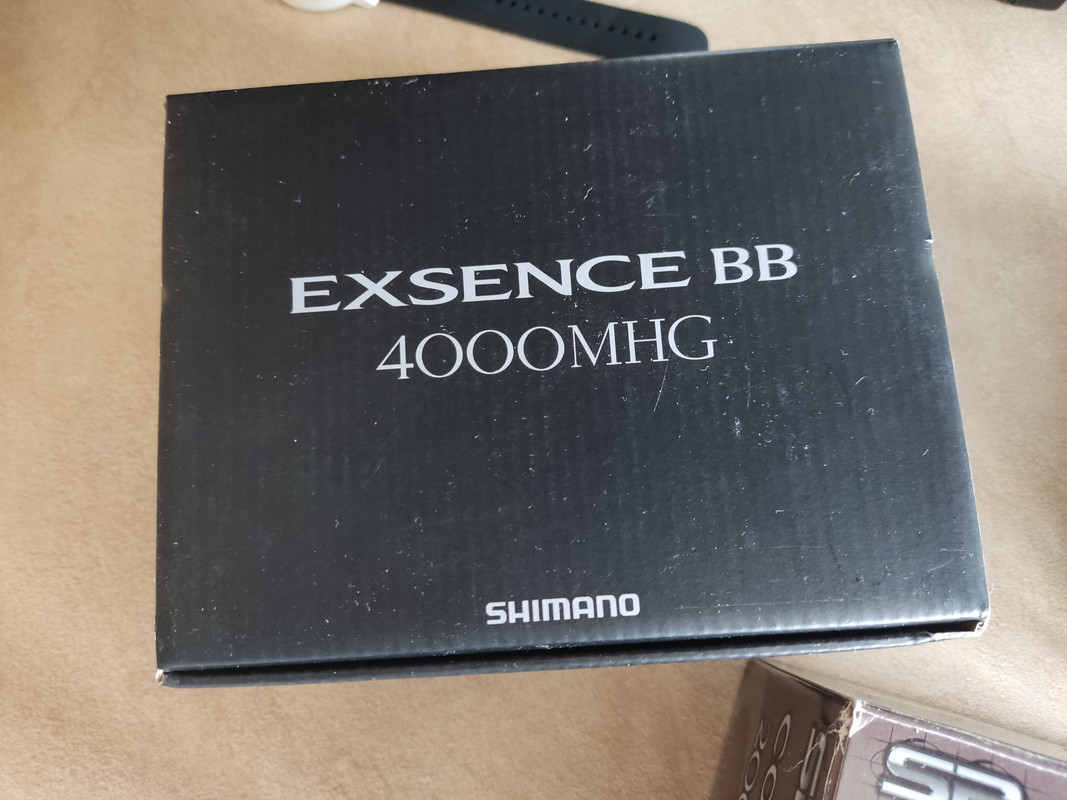 EXSENCE BB
4000MHG
SHIMANO